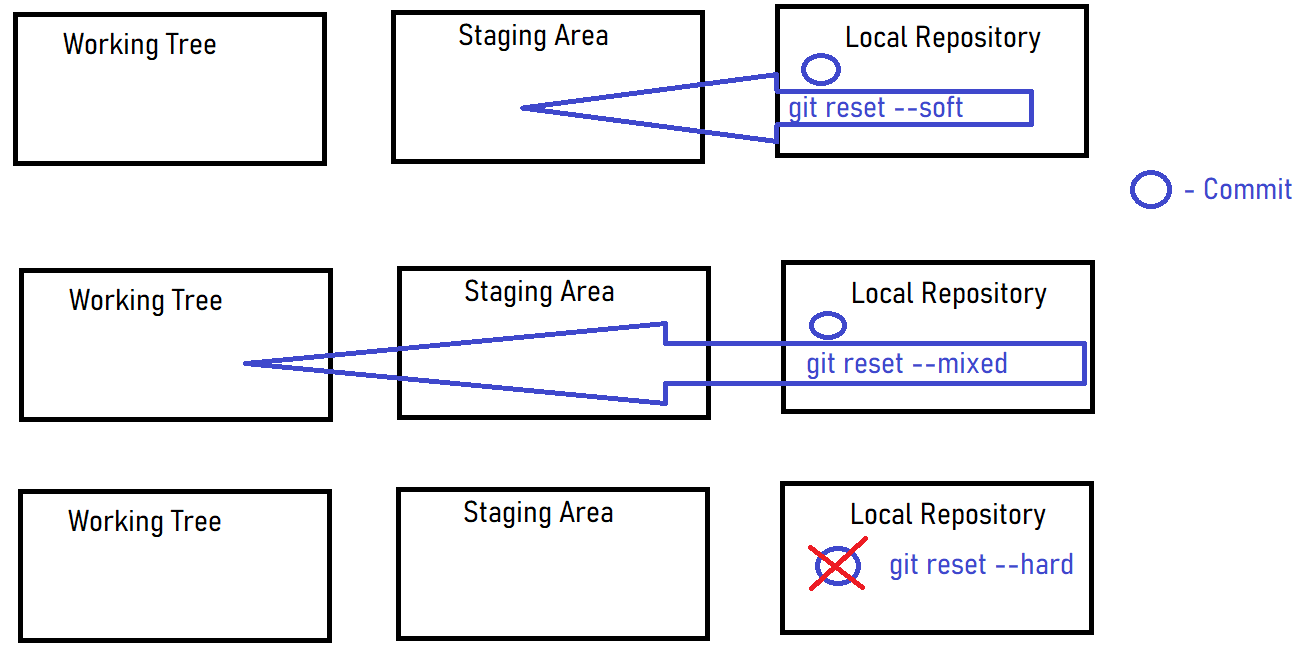 Working Tree
Staging Area
Local Repository
git reset --soft
- Commit
Working Tree
Staging Area
Local Repository
git reset --mixed
Working Tree
Staging Area
Local Repository
git reset --hard